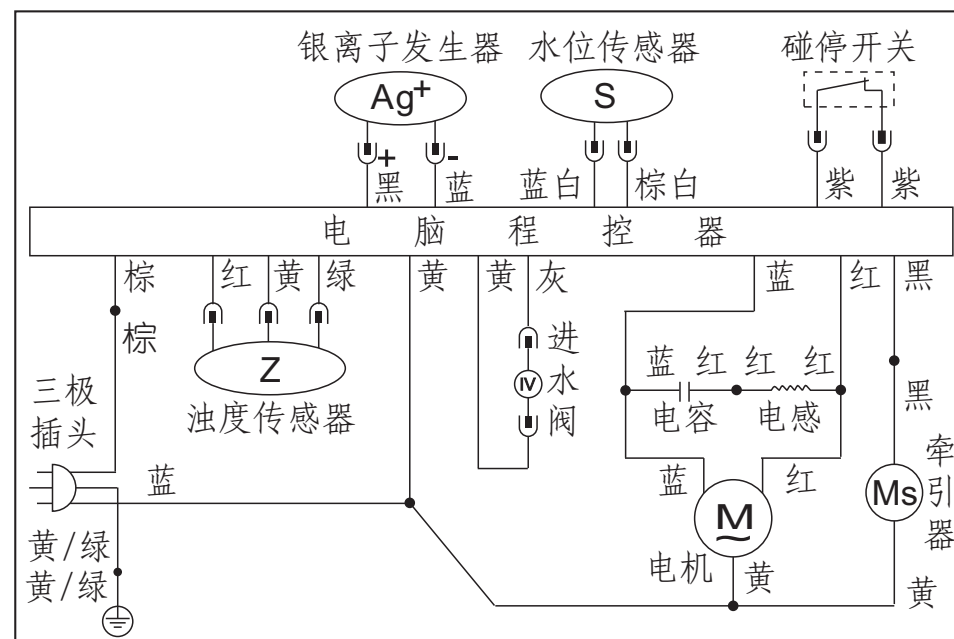 银离子发生器 水位传感器 碰停开关
Ag+ S
+ -
黑 蓝 蓝白 棕白 紫 紫
电脑程控器
棕 红 黄 绿 黄 黄 灰 蓝 红 黑
棕
Z
浊度传感器
进水阀
IV
蓝 红 红 红
电容 电感
黑
三极
插头
蓝
蓝 红
M
~
电机
黄
Ms
牵引器
黄
黄/绿
黄/绿